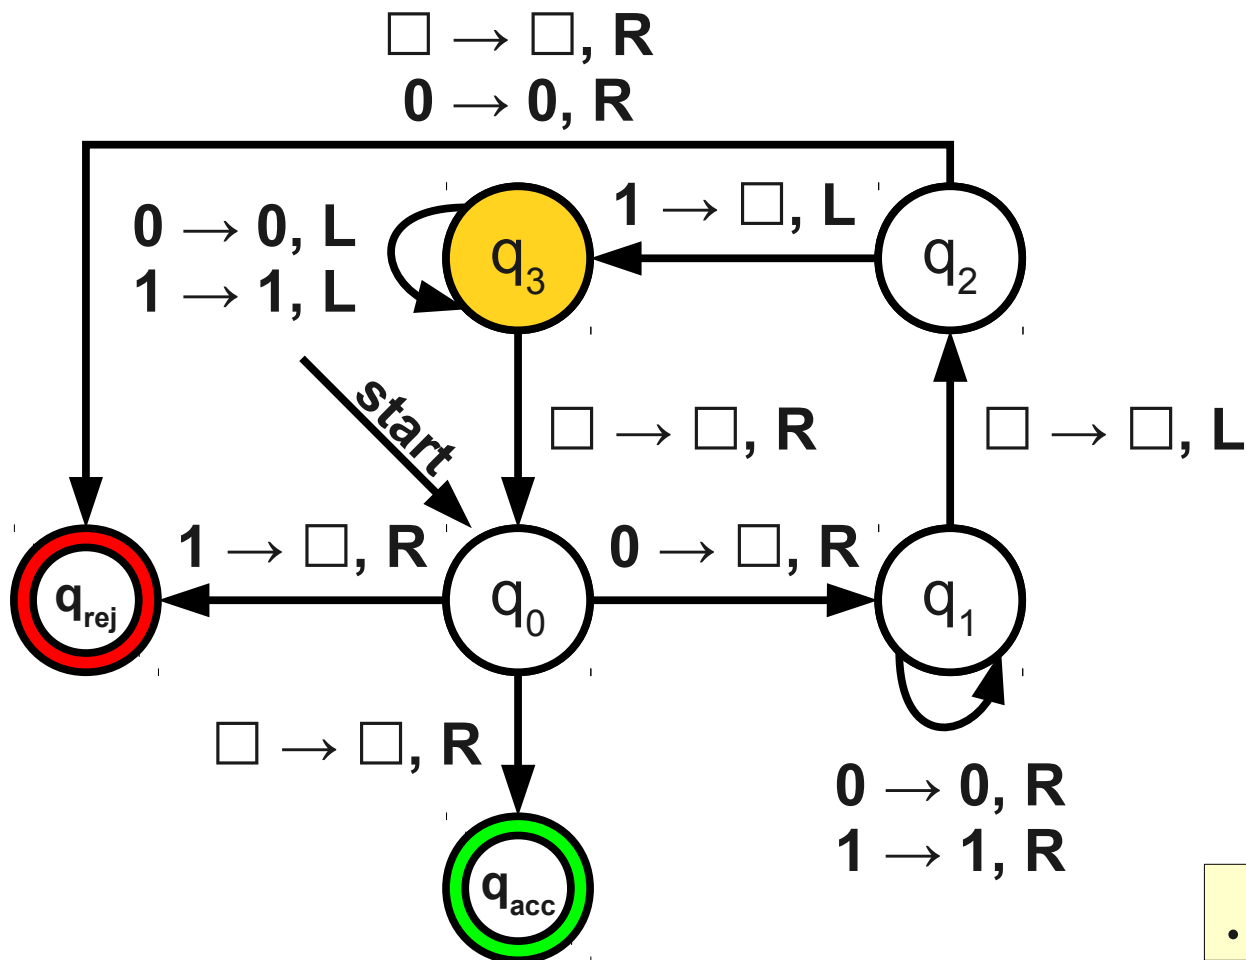 □ → □, R
0 → 0, R
0 → 0, L
1 → 1, L
q3
1 → □, L
q2
start
□ → □, R
□ → □, L
qrej
1 → □, R
q0
0 → □, R
q1
□ → □, R
0 → 0, R
1 → 1, R
qacc
.